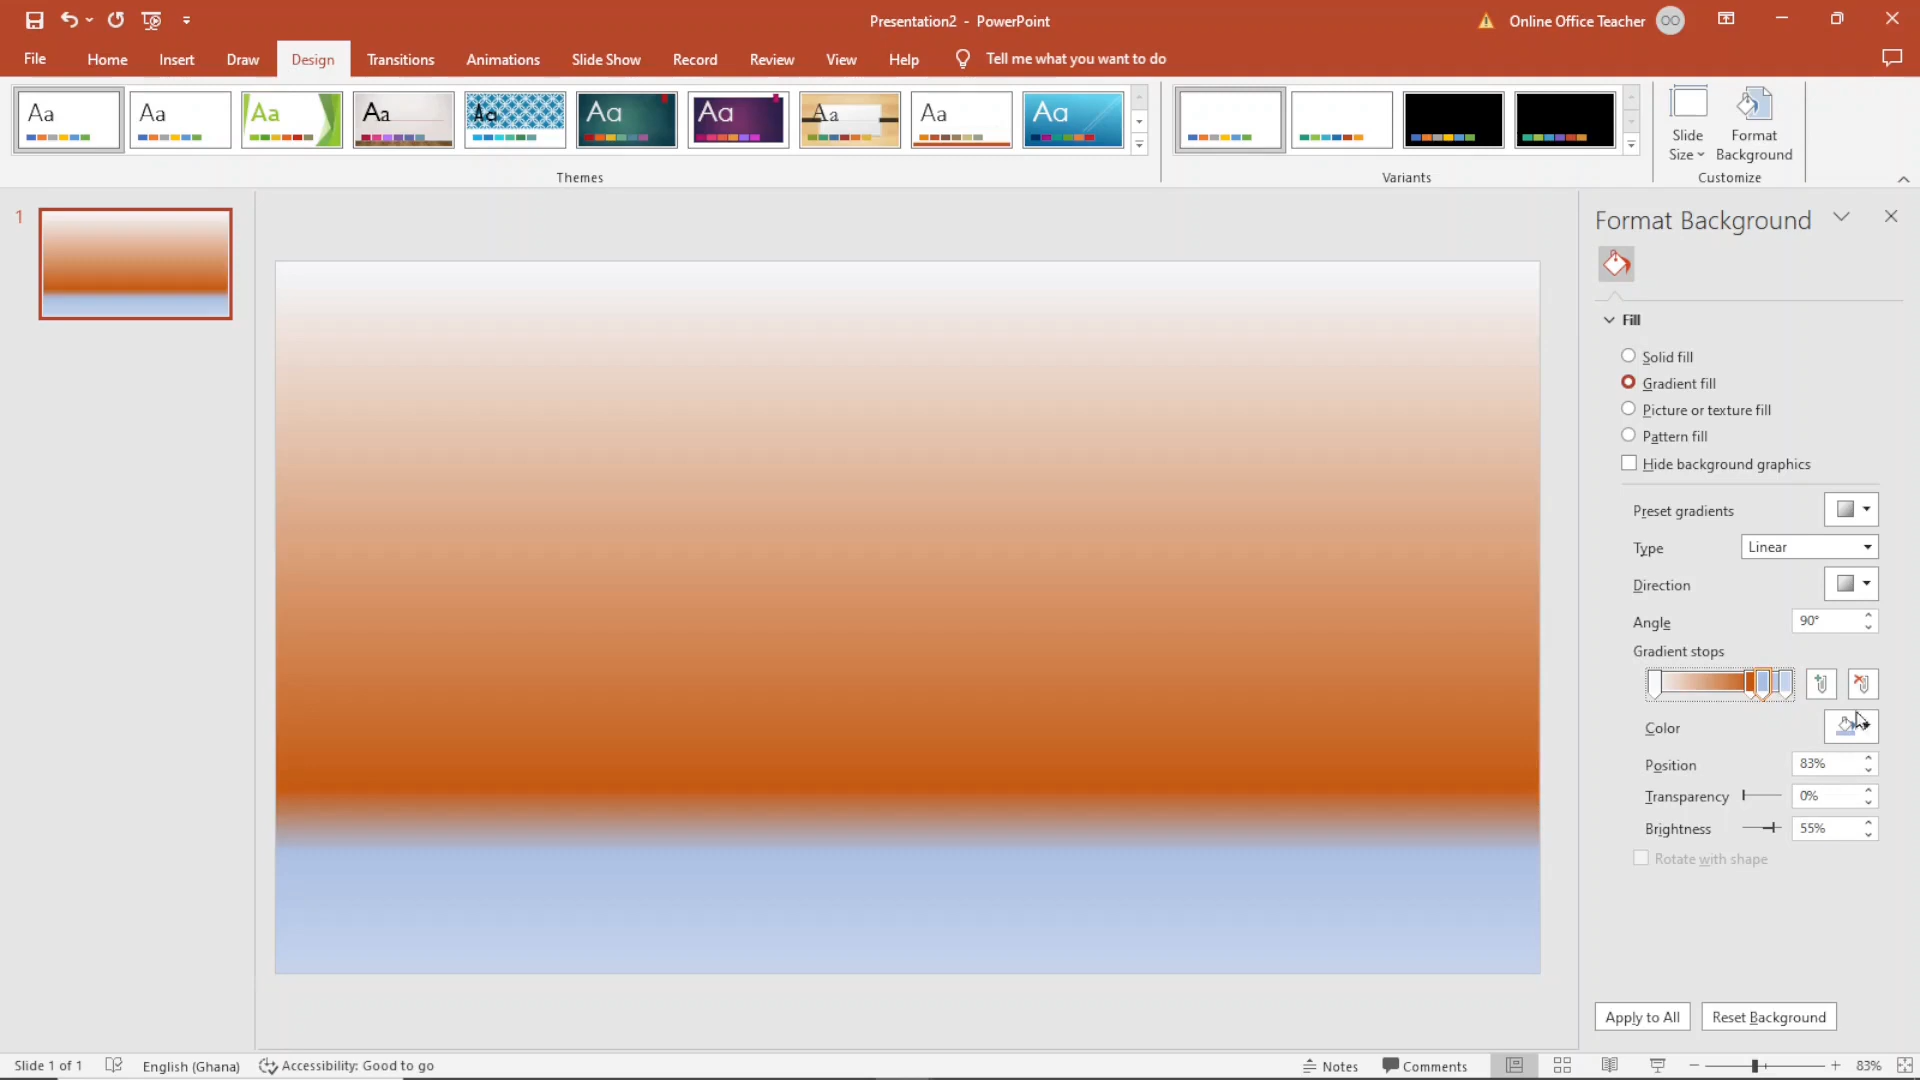 Presentation2 - PowerPoint
Online Office Teacher
OO
File
Home
Insert
Draw
Design
Transitions
Animations
Slide Show
Record
Review
View
Help
Tell me what you want to do
Aa
Aa
Aa
Aa
Aa
Aa
Aa
Aa
Aa
Aa
Slide
Size
Format
Background
Themes
Variants
Customize
1
Format Background
Fill
Solid fill
Gradient fill
Picture or texture fill
Pattern fill
Hide background graphics
Preset gradients
Type
Linear
Direction
Angle
90°
Gradient stops
Color
Position
83%
Transparency
0%
Brightness
55%
Rotate with shape
Apply to All
Reset Background
Slide 1 of 1
English (Ghana)
Accessibility: Good to go
Notes
Comments
83%